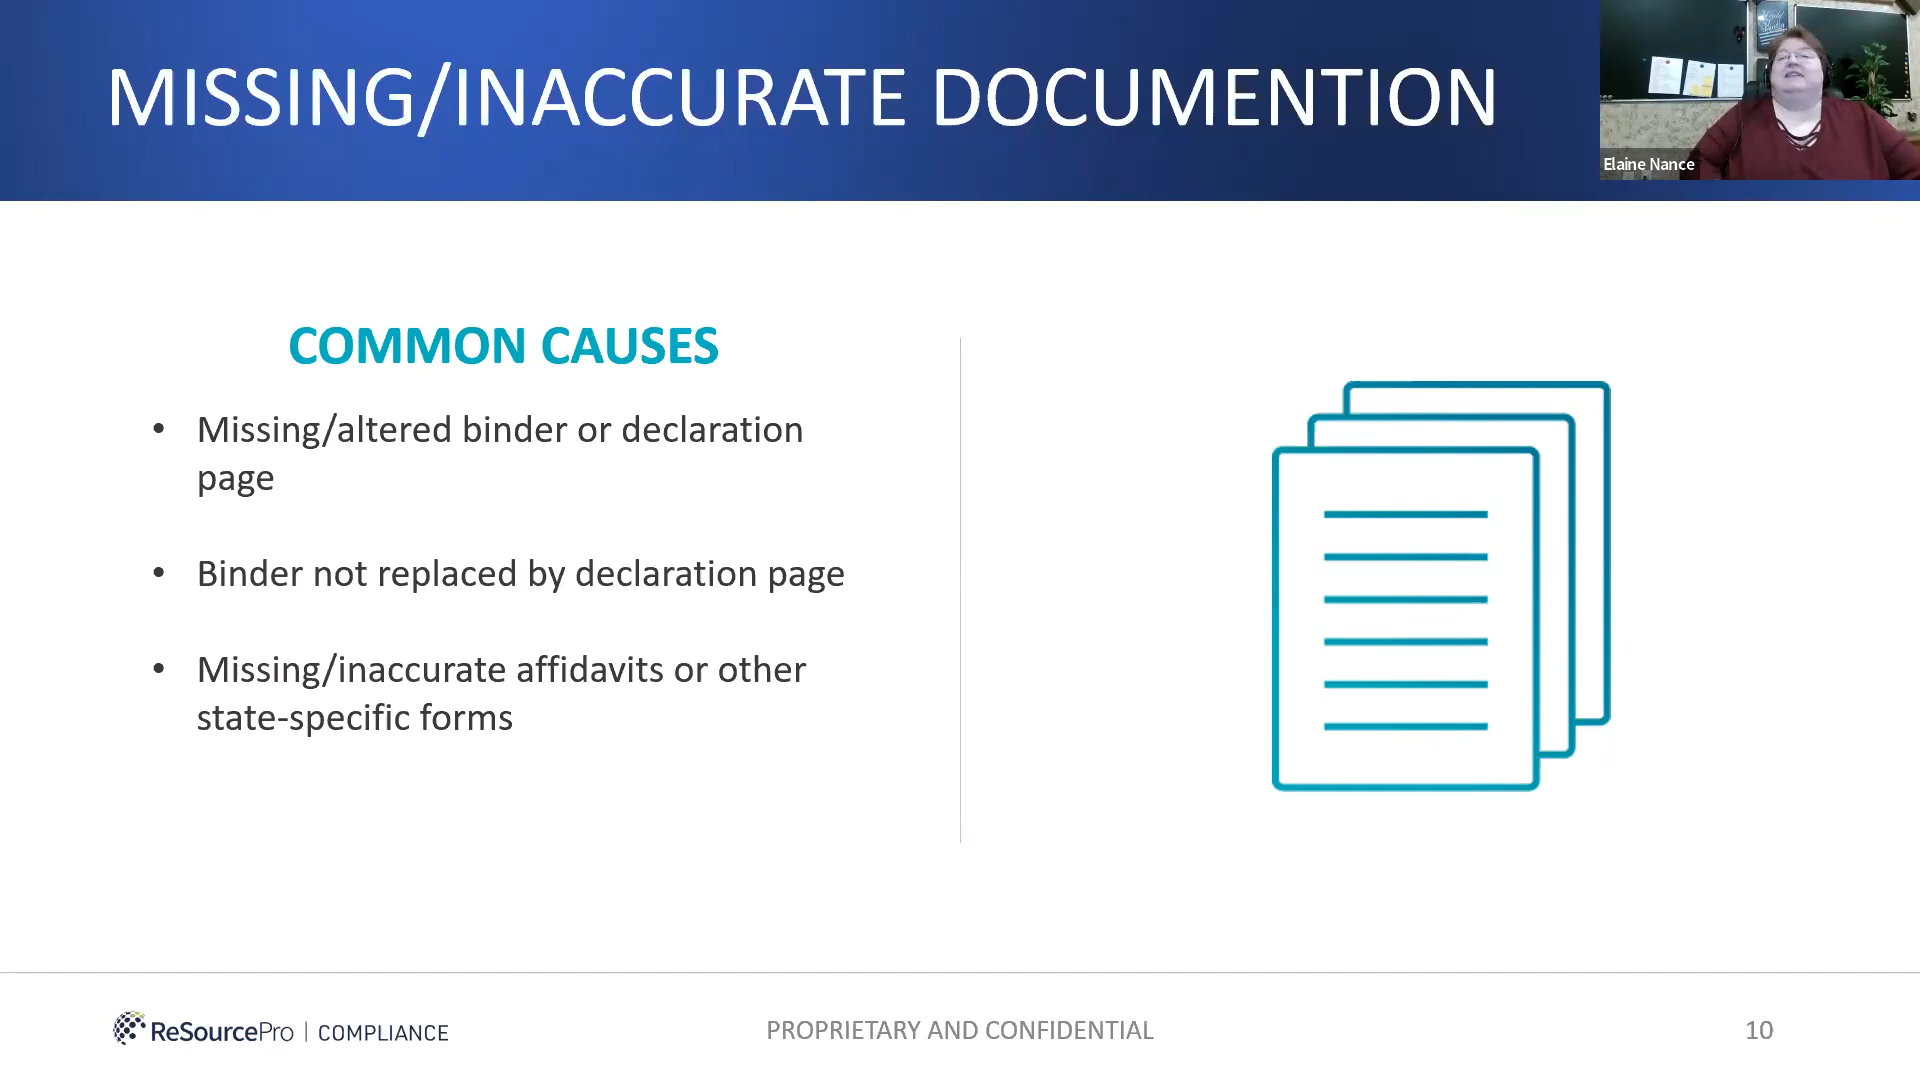 MISSING/INACCURATE DOCUMENTION
Elaine Nance
COMMON CAUSES
• Missing/altered binder or declaration
page
• Binder not replaced by declaration page
• Missing/inaccurate affidavits or other
state-specific forms
ReSourcePro | COMPLIANCE
PROPRIETARY AND CONFIDENTIAL
10